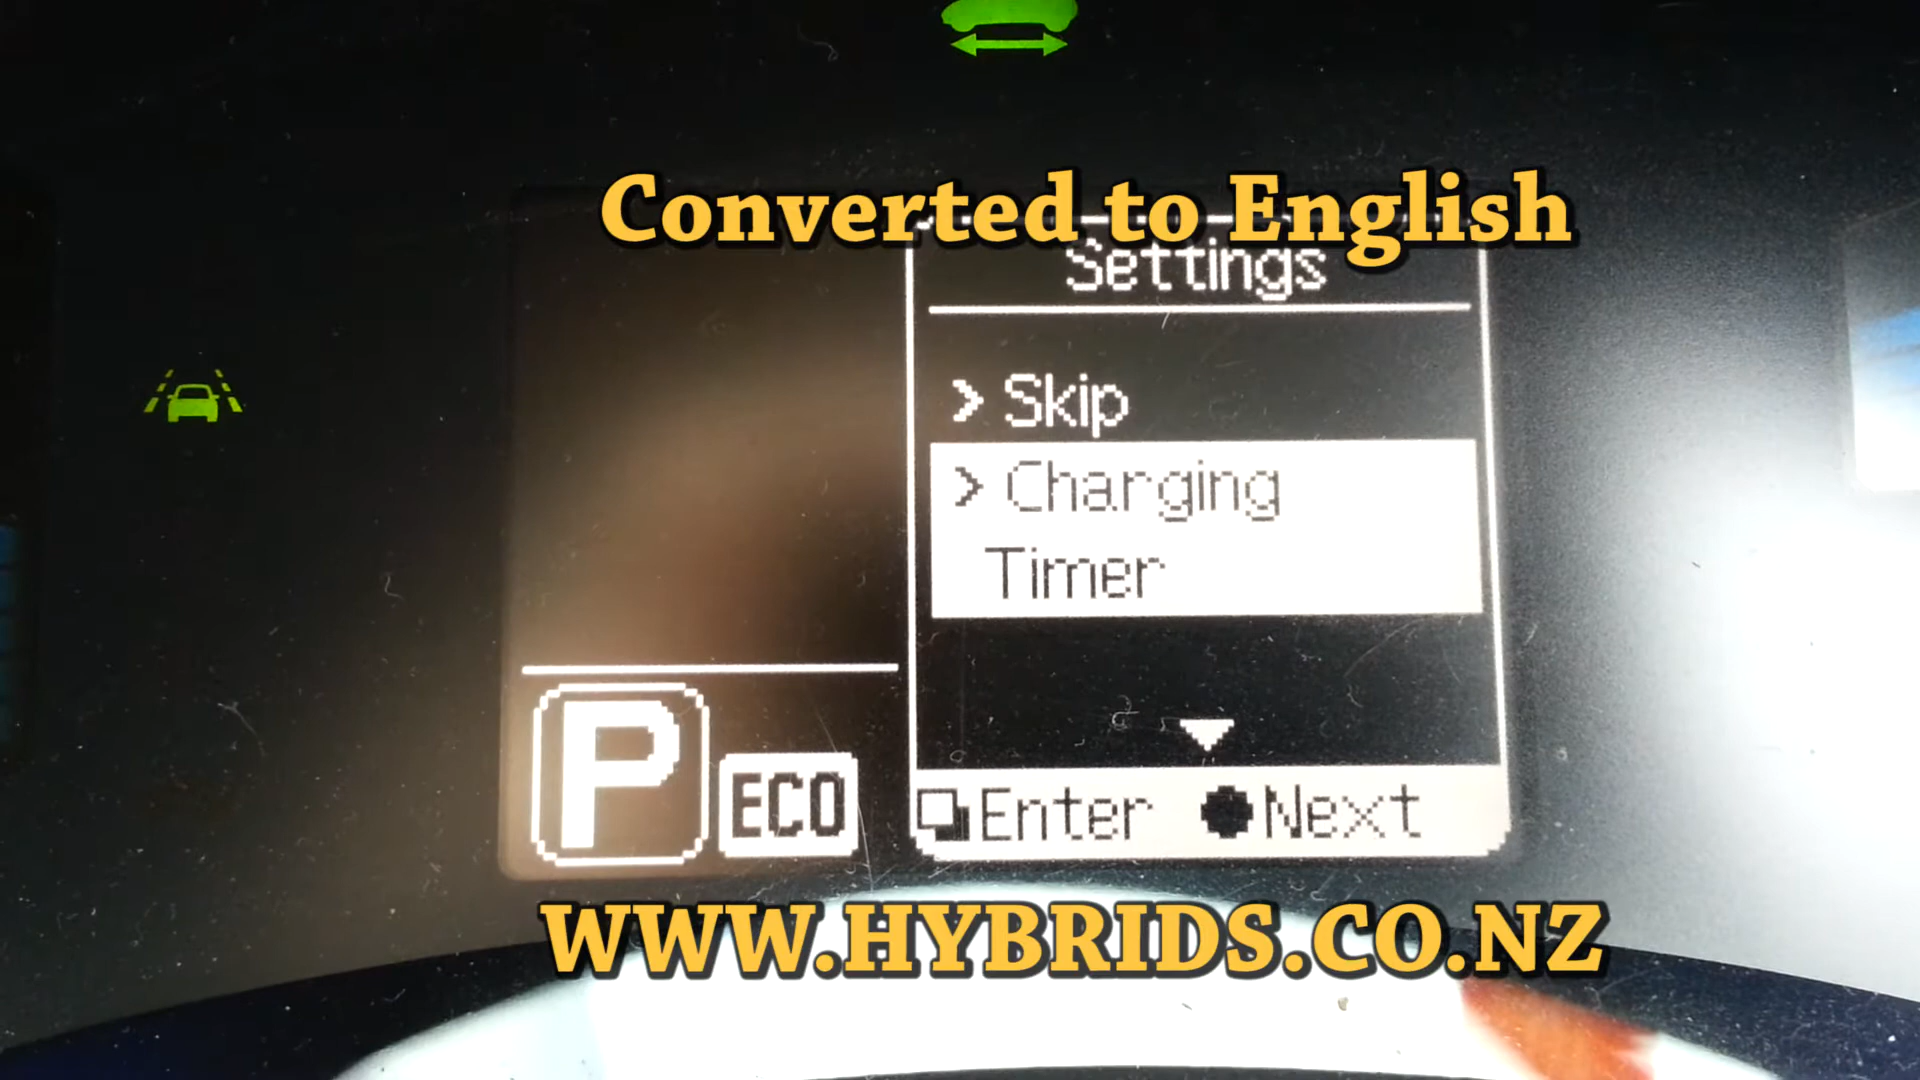 Converted to English
Settings
> Skip
> Charging
Timer
P
ECO
Enter
Next
WWW.HYBRIDS.CO.NZ